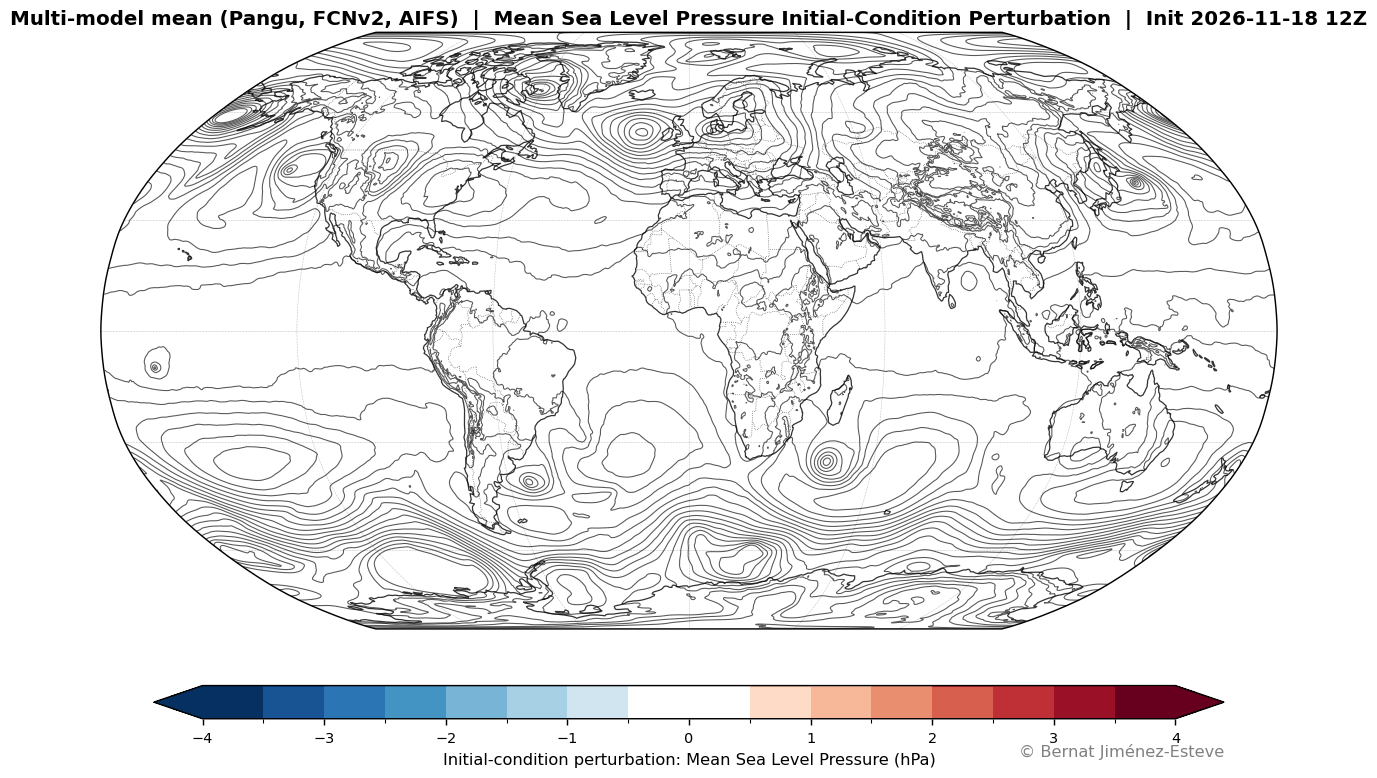 Multi-model mean (Pangu, FCNv2, AIFS)  |  Mean Sea Level Pressure Initial-Condition Perturbation  |  Init 2026-11-18 12Z
−4 −3 −2 −1 0 1 2 3 4
Initial-condition perturbation: Mean Sea Level Pressure (hPa)
© Bernat Jiménez-Esteve